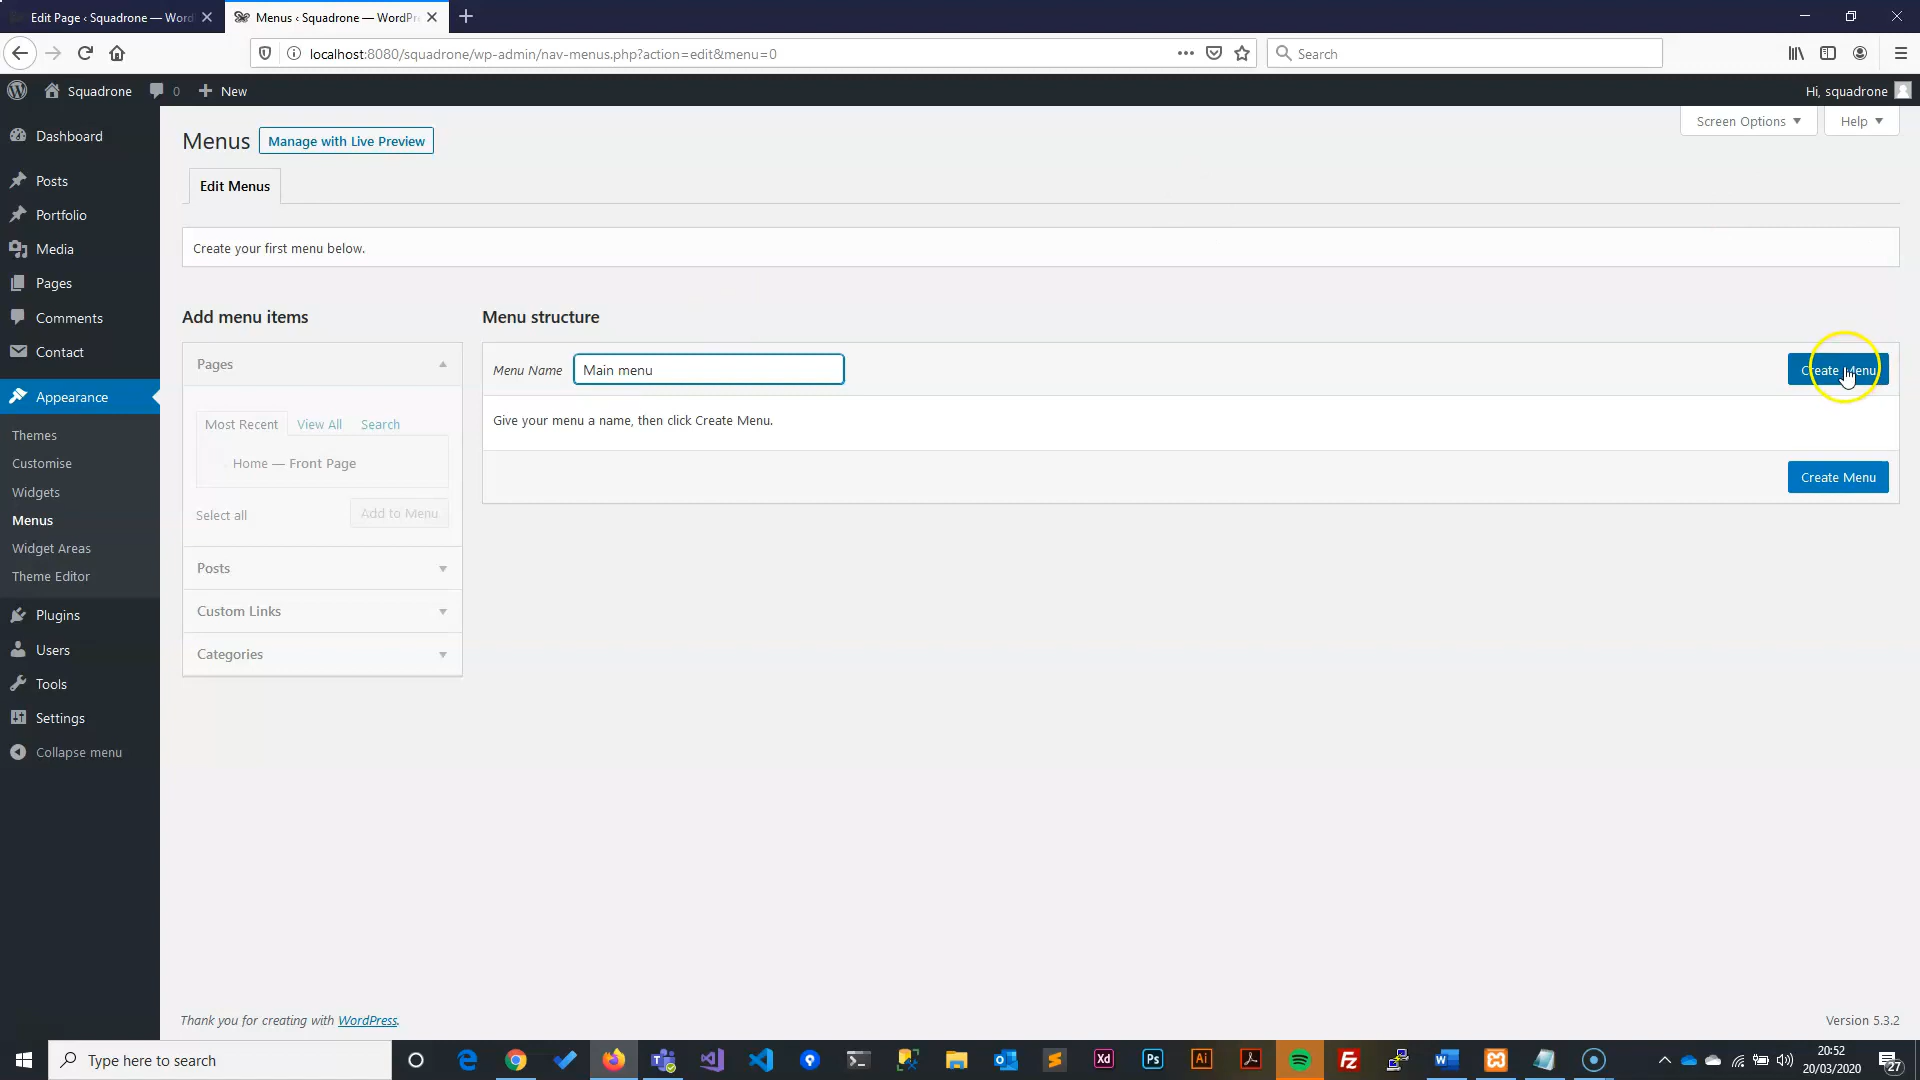 Edit Page ‹ Squadrone — Word
Menus ‹ Squadrone — WordPre
localhost:8080/squadrone/wp-admin/nav-menus.php?action=edit&menu=0
Search
Squadrone
0
New
Hi, squadrone
Screen Options
Help
Menus
Manage with Live Preview
Edit Menus
Create your first menu below.
Dashboard
Posts
Portfolio
Media
Pages
Comments
Contact
Appearance
Themes
Customise
Widgets
Menus
Widget Areas
Theme Editor
Plugins
Users
Tools
Settings
Collapse menu
Add menu items
Pages
Most Recent
View All
Search
Home — Front Page
Select all
Add to Menu
Posts
Custom Links
Categories
Menu structure
Menu Name
Main menu
Create Menu
Give your menu a name, then click Create Menu.
Create Menu
Thank you for creating with WordPress.
Version 5.3.2
Type here to search
Xd
Ps
Ai
Fz
W
20:52
20/03/2020
27